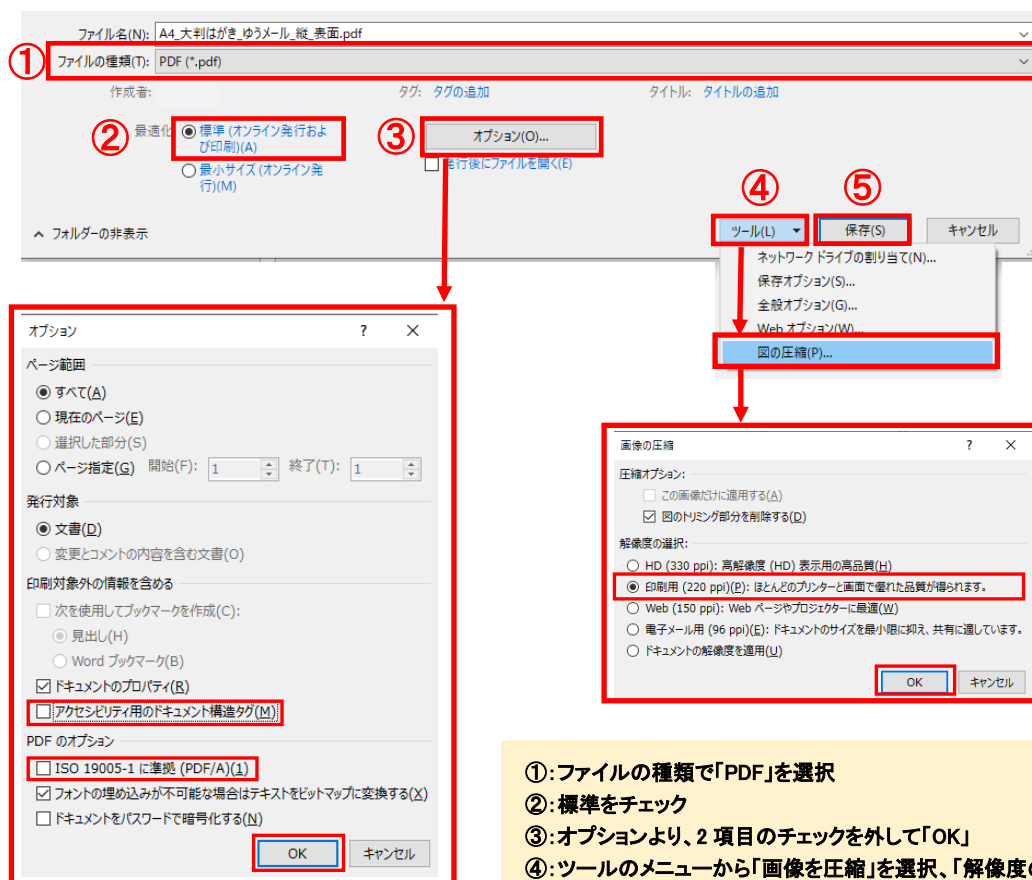 ファイル名(N): A4_大判はがき_ゆうメール_縦_表面.pdf
① ファイルの種類(T): PDF (*.pdf)
作成者: タグ: タグの追加 タイトル: タイトルの追加
② 最適化 標準 (オンライン発行およ
び印刷)(A)
③ オプション(O)...
最小サイズ (オンライン発
行)(M)
発行後にファイルを開く(E)
④ ⑤
フォルダーの非表示
ツール(L) 保存(S) キャンセル
ネットワーク ドライブの割り当て(N)...
保存オプション(S)...
全般オプション(G)...
Web オプション(W)...
図の圧縮(P)...
オプション ? ×
ページ範囲
すべて(A)
現在のページ(E)
選択した部分(S)
ページ指定(G) 開始(F): 1 終了(T): 1
発行対象
文書(D)
変更とコメントの内容を含む文書(O)
印刷対象外の情報を含める
次を使用してブックマークを作成(C):
見出し(H)
Word ブックマーク(B)
ドキュメントのプロパティ(R)
アクセシビリティ用のドキュメント構造タグ(M)
PDF のオプション
ISO 19005-1 に準拠 (PDF/A)(1)
フォントの埋め込みが不可能な場合はテキストをビットマップに変換する(X)
ドキュメントをパスワードで暗号化する(N)
OK キャンセル
画像の圧縮 ? ×
圧縮オプション:
この画像だけに適用する(A)
図のトリミング部分を削除する(D)
解像度の選択:
HD (330 ppi): 高解像度 (HD) 表示用の高品質(H)
印刷用 (220 ppi)(P): ほとんどのプリンターと画面で優れた品質が得られます。
Web (150 ppi): Web ページやプロジェクターに最適(W)
電子メール用 (96 ppi)(E): ドキュメントのサイズを最小限に抑え、共有に適しています。
ドキュメントの解像度を適用(U)
OK キャンセル
①:ファイルの種類で「PDF」を選択
②:標準をチェック
③:オプションより、2 項目のチェックを外して「OK」
④:ツールのメニューから「画像を圧縮」を選択、「解像度